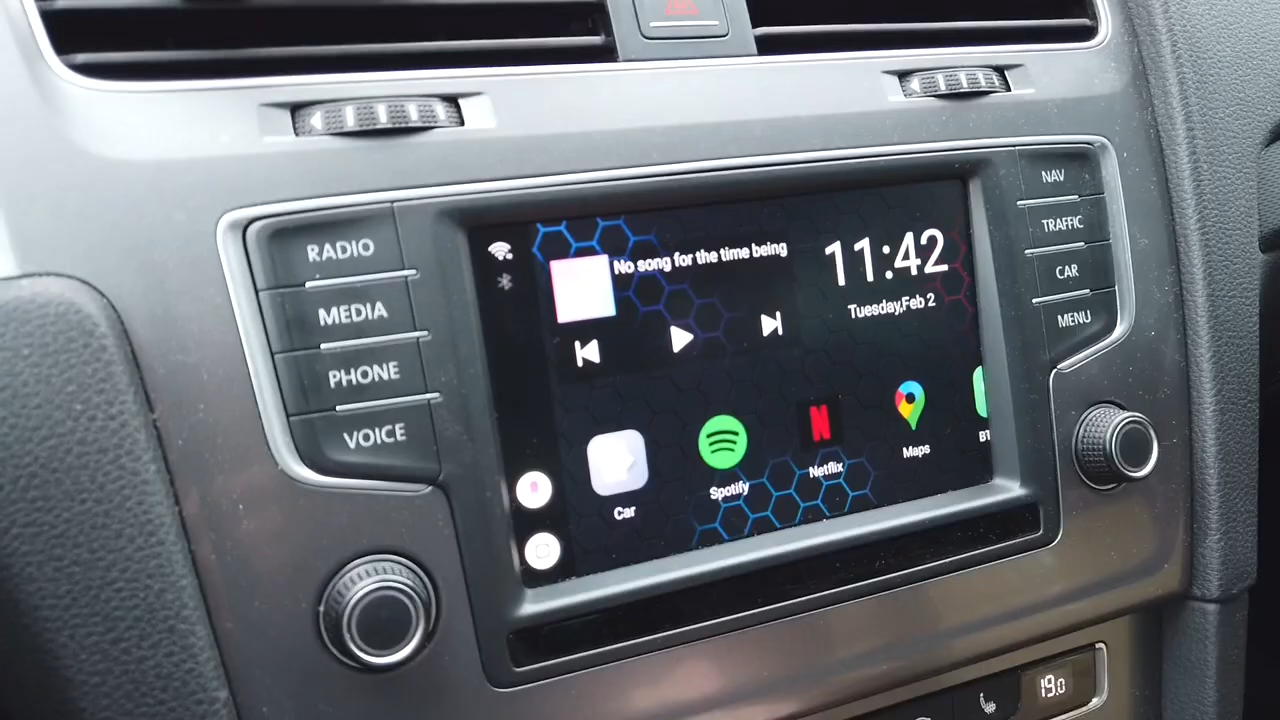 RADIO
MEDIA
PHONE
VOICE
No song for the time being
11:42
Tuesday,Feb 2
Car
Spotify
N
Netflix
Maps
NAV
TRAFFIC
CAR
MENU
19.0